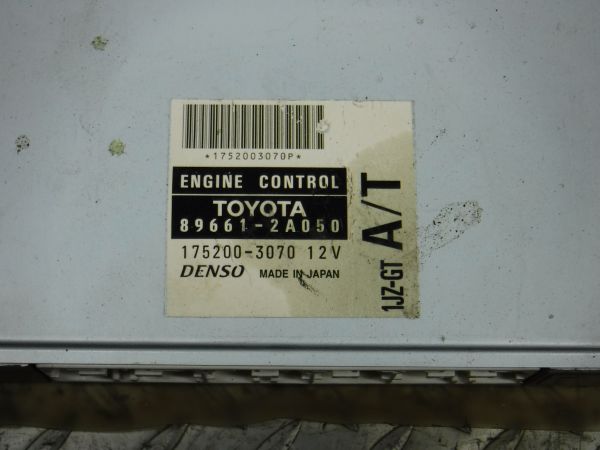 *1752003070P*
ENGINE CONTROL
TOYOTA
89661-2A050
175200-3070 12V
DENSO MADE IN JAPAN
1JZ-GT A/T